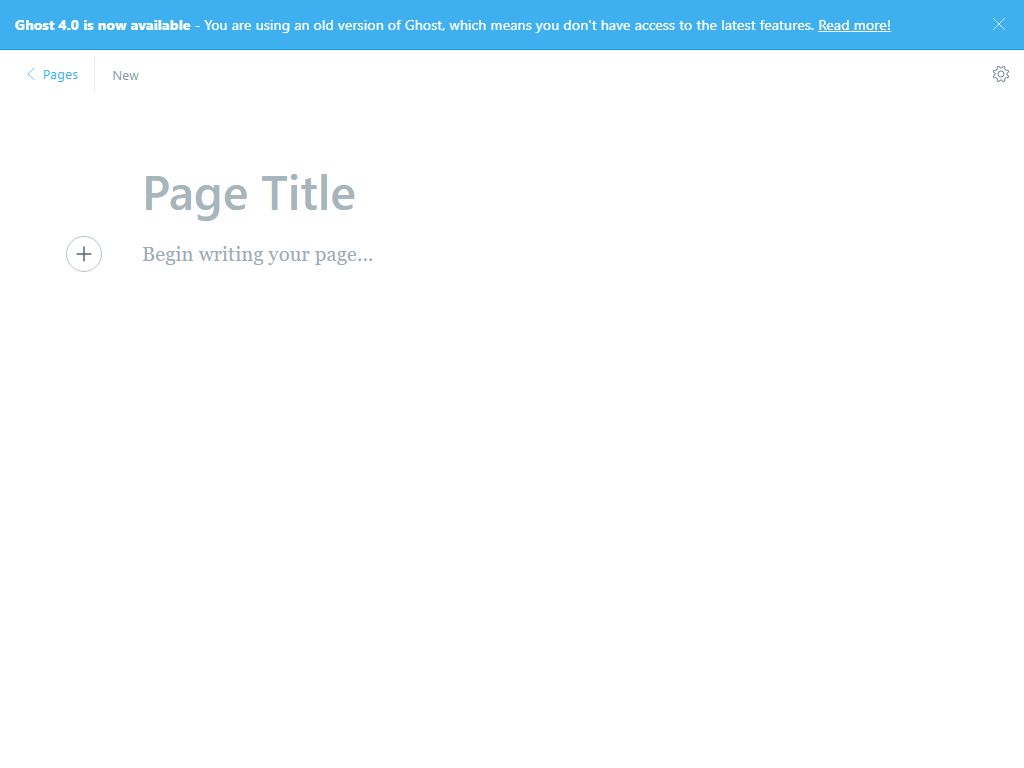 Ghost 4.0 is now available - You are using an old version of Ghost, which means you don't have access to the latest features. Read more!
Pages
New
Page Title
Begin writing your page...